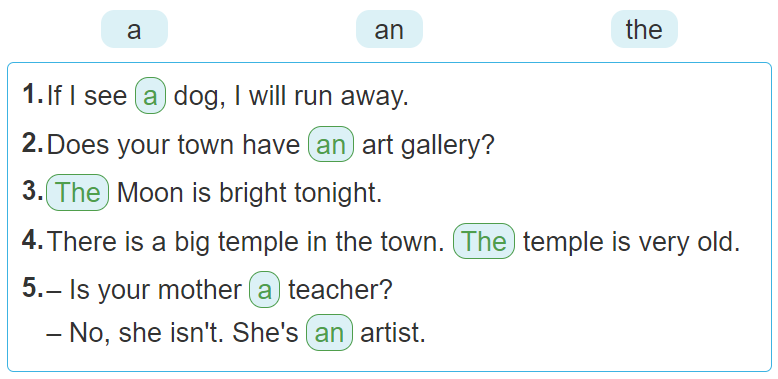 a an the
1. If I see a dog, I will run away.
2. Does your town have an art gallery?
3. The Moon is bright tonight.
4. There is a big temple in the town. The temple is very old.
5. – Is your mother a teacher?
– No, she isn't. She's an artist.